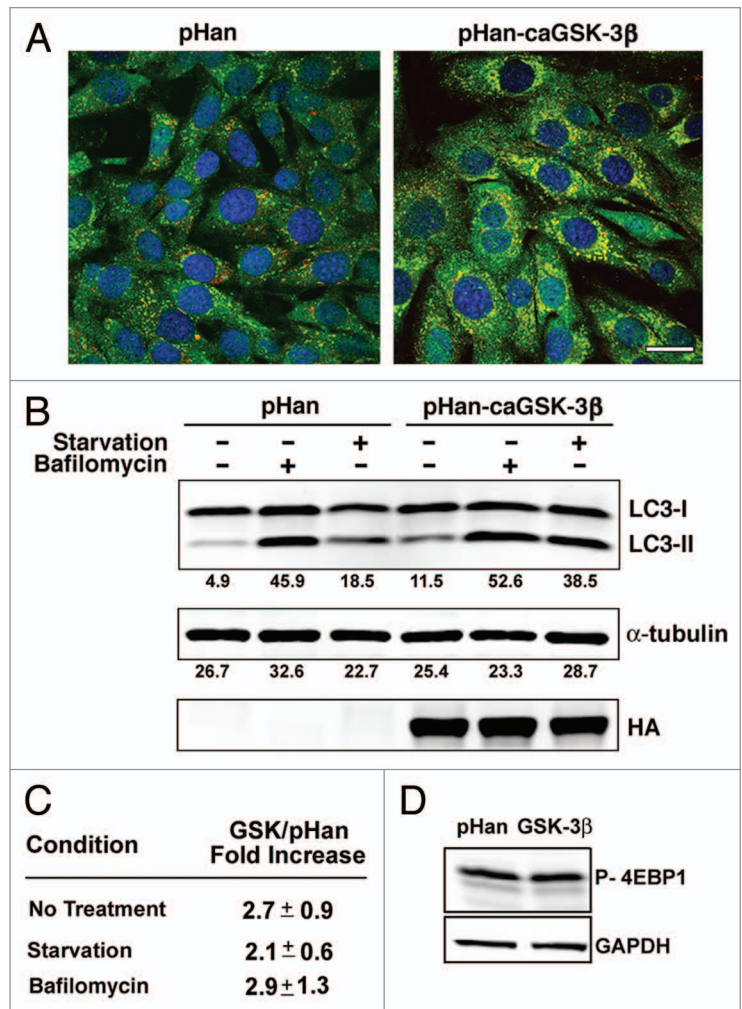 A
pHan
pHan-caGSK-3β
B
pHan
pHan-caGSK-3β
Starvation - - + - - +
Bafilomycin - + - - + -
LC3-I
LC3-II
4.9 45.9 18.5 11.5 52.6 38.5
α-tubulin
26.7 32.6 22.7 25.4 23.3 28.7
HA
C
Condition
GSK/pHan
Fold Increase
No Treatment 2.7 ± 0.9
Starvation 2.1 ± 0.6
Bafilomycin 2.9 ± 1.3
D
pHan GSK-3β
P- 4EBP1
GAPDH